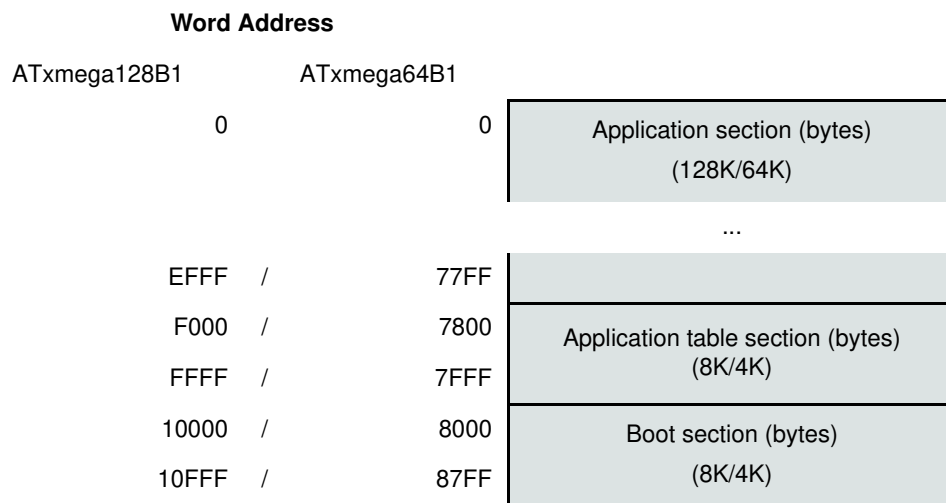 Word Address
ATxmega128B1 ATxmega64B1
0 0 Application section (bytes)
(128K/64K)
...
EFFF / 77FF
F000 / 7800 Application table section (bytes)
(8K/4K)
FFFF / 7FFF
10000 / 8000 Boot section (bytes)
10FFF / 87FF (8K/4K)